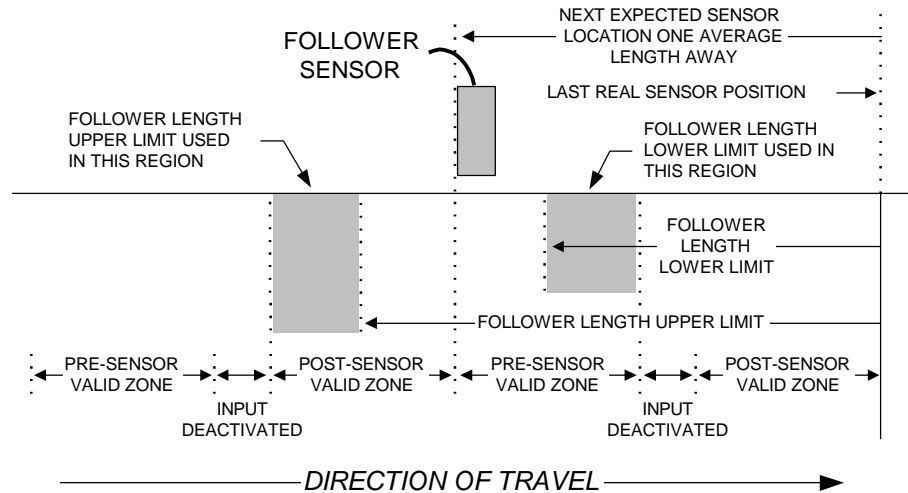 NEXT EXPECTED SENSOR
LOCATION ONE AVERAGE
LENGTH AWAY
FOLLOWER
SENSOR
LAST REAL SENSOR POSITION
FOLLOWER LENGTH
UPPER LIMIT USED
IN THIS REGION
FOLLOWER LENGTH
LOWER LIMIT USED IN
THIS REGION
FOLLOWER
LENGTH
LOWER LIMIT
FOLLOWER LENGTH UPPER LIMIT
PRE-SENSOR
VALID ZONE
POST-SENSOR
VALID ZONE
PRE-SENSOR
VALID ZONE
POST-SENSOR
VALID ZONE
INPUT
DEACTIVATED
INPUT
DEACTIVATED
DIRECTION OF TRAVEL